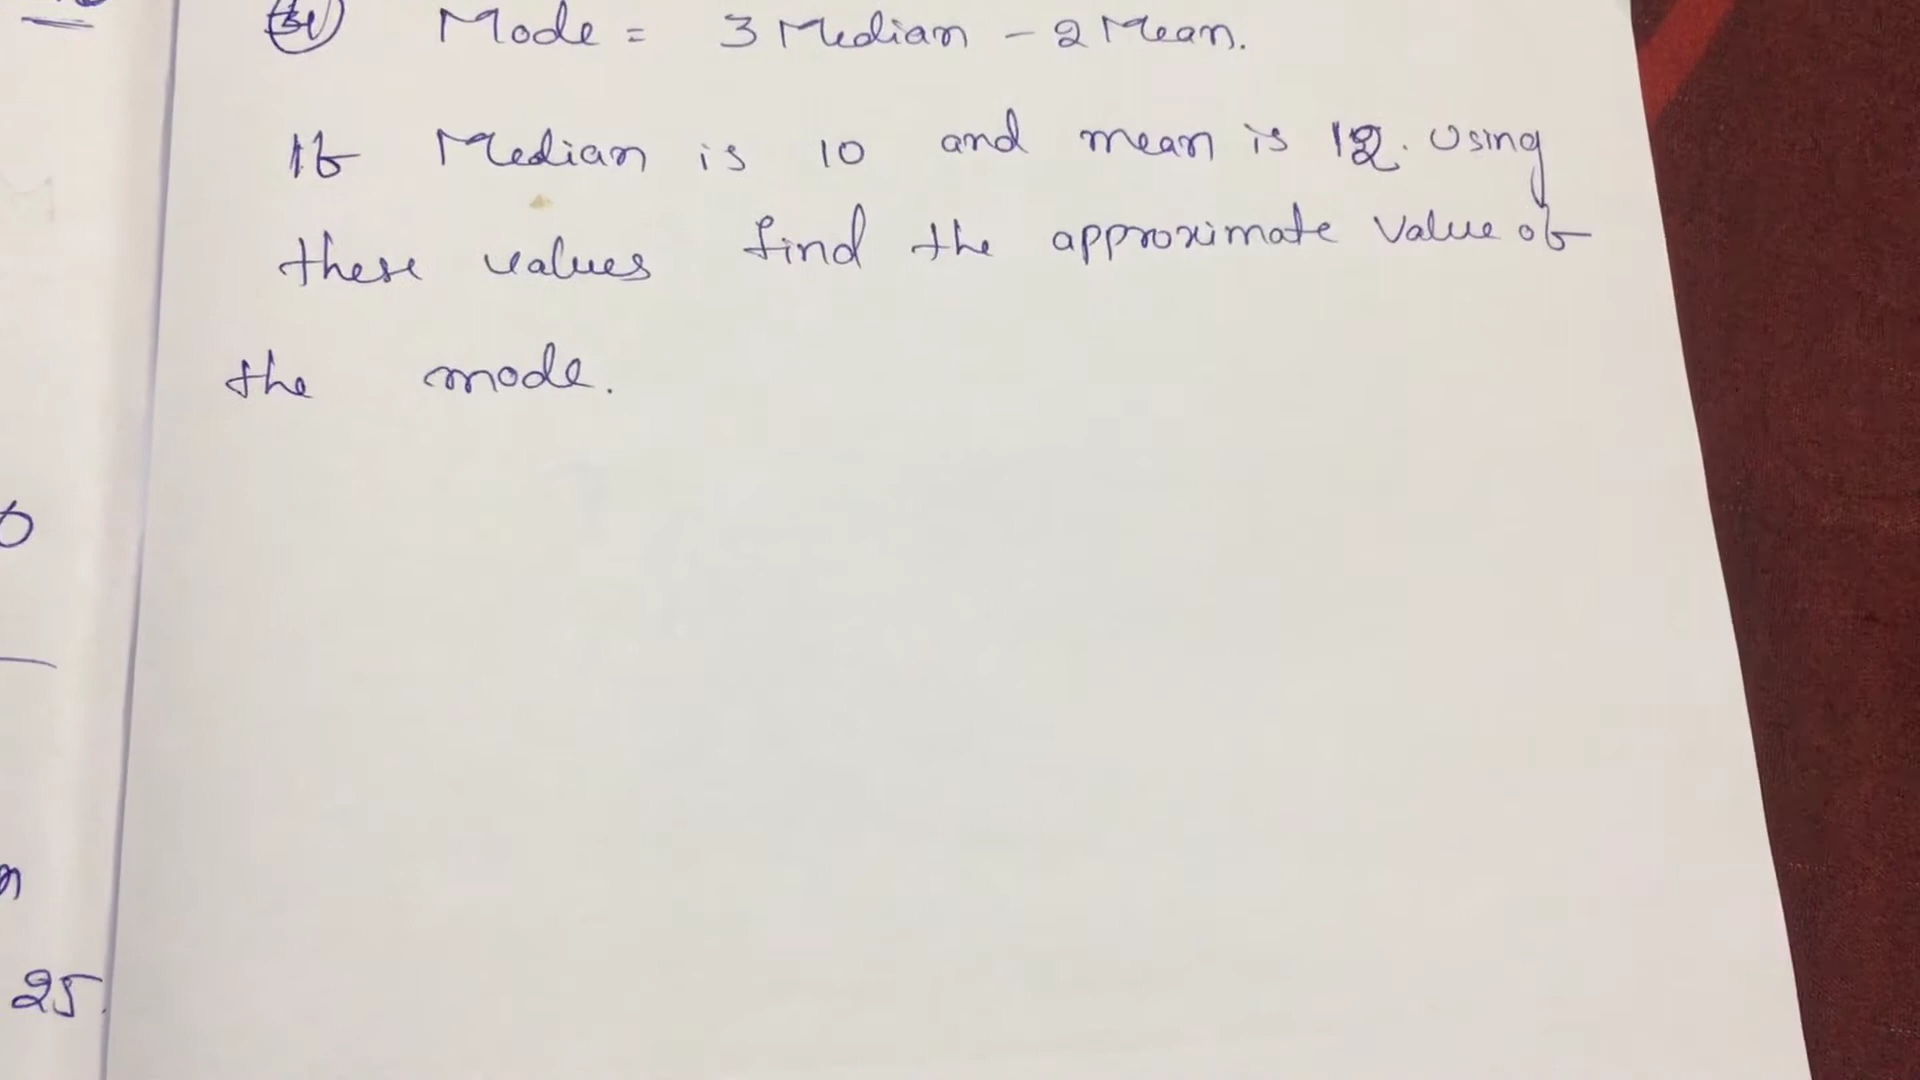 Mode = 3 Median - 2 Mean.
If Median is 10 and mean is 12. Using
these values find the approximate value of
the mode.
25